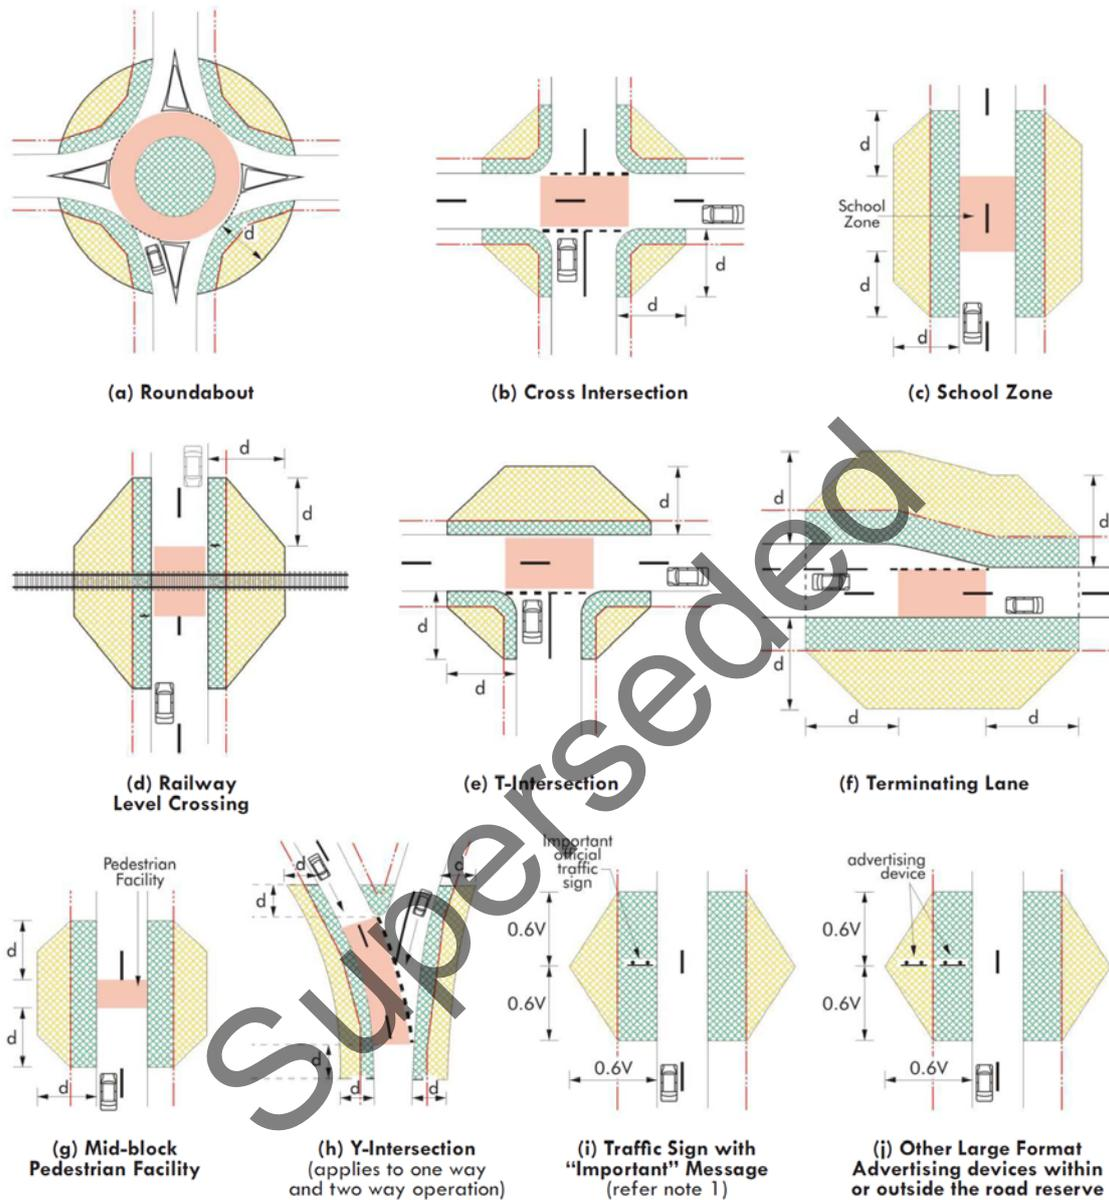 d
(a) Roundabout
d
d
(b) Cross Intersection
d
School
Zone
d
d
(c) School Zone
d
d
(d) Railway
Level Crossing
d
d
d
(e) T-Intersection
d
d
d
d
d
(f) Terminating Lane
Pedestrian
Facility
d
d
d
(g) Mid-block
Pedestrian Facility
d
d
d
d
d
d
(h) Y-Intersection
(applies to one way
and two way operation)
Important
official
traffic
sign
0.6V
0.6V
0.6V
(i) Traffic Sign with
“Important” Message
(refer note 1)
advertising
device
0.6V
0.6V
0.6V
(j) Other Large Format
Advertising devices within
or outside the road reserve
Superseded